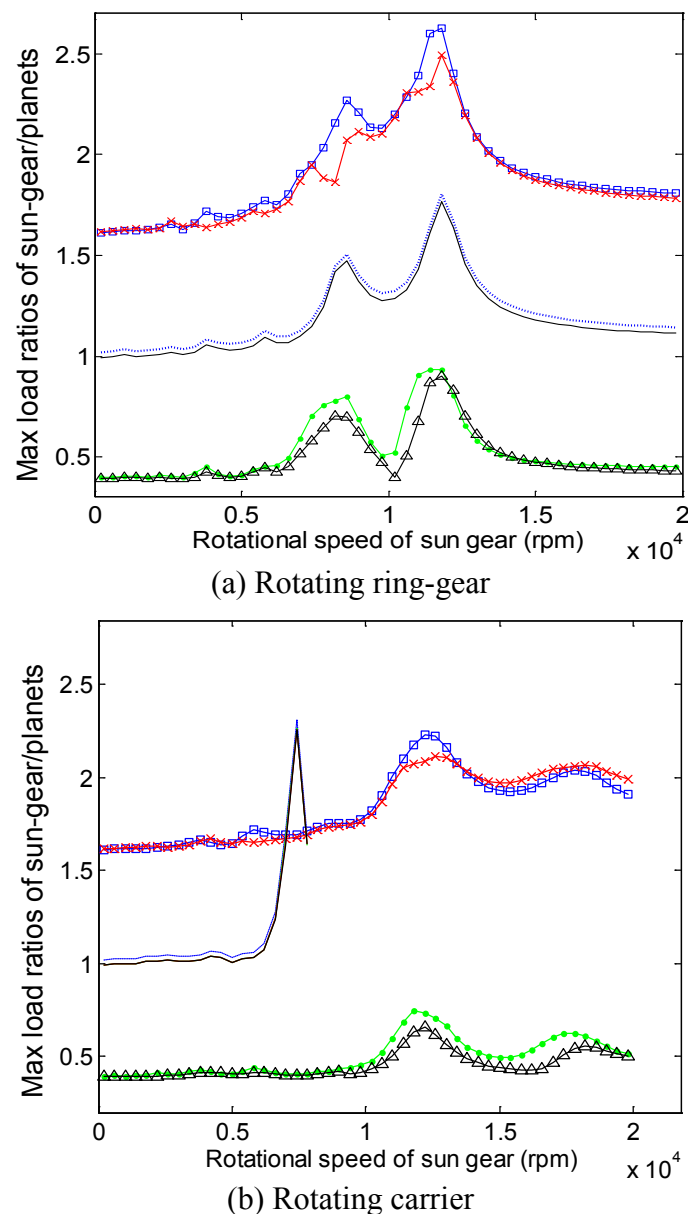 2.5
2
1.5
1
0.5
Max load ratios of sun-gear/planets
0 0.5 1 1.5 2
Rotational speed of sun gear (rpm)
x 10^4
(a) Rotating ring-gear
2.5
2
1.5
1
0.5
Max load ratios of sun-gear/planets
0 0.5 1 1.5 2
Rotational speed of sun gear (rpm)
x 10^4
(b) Rotating carrier